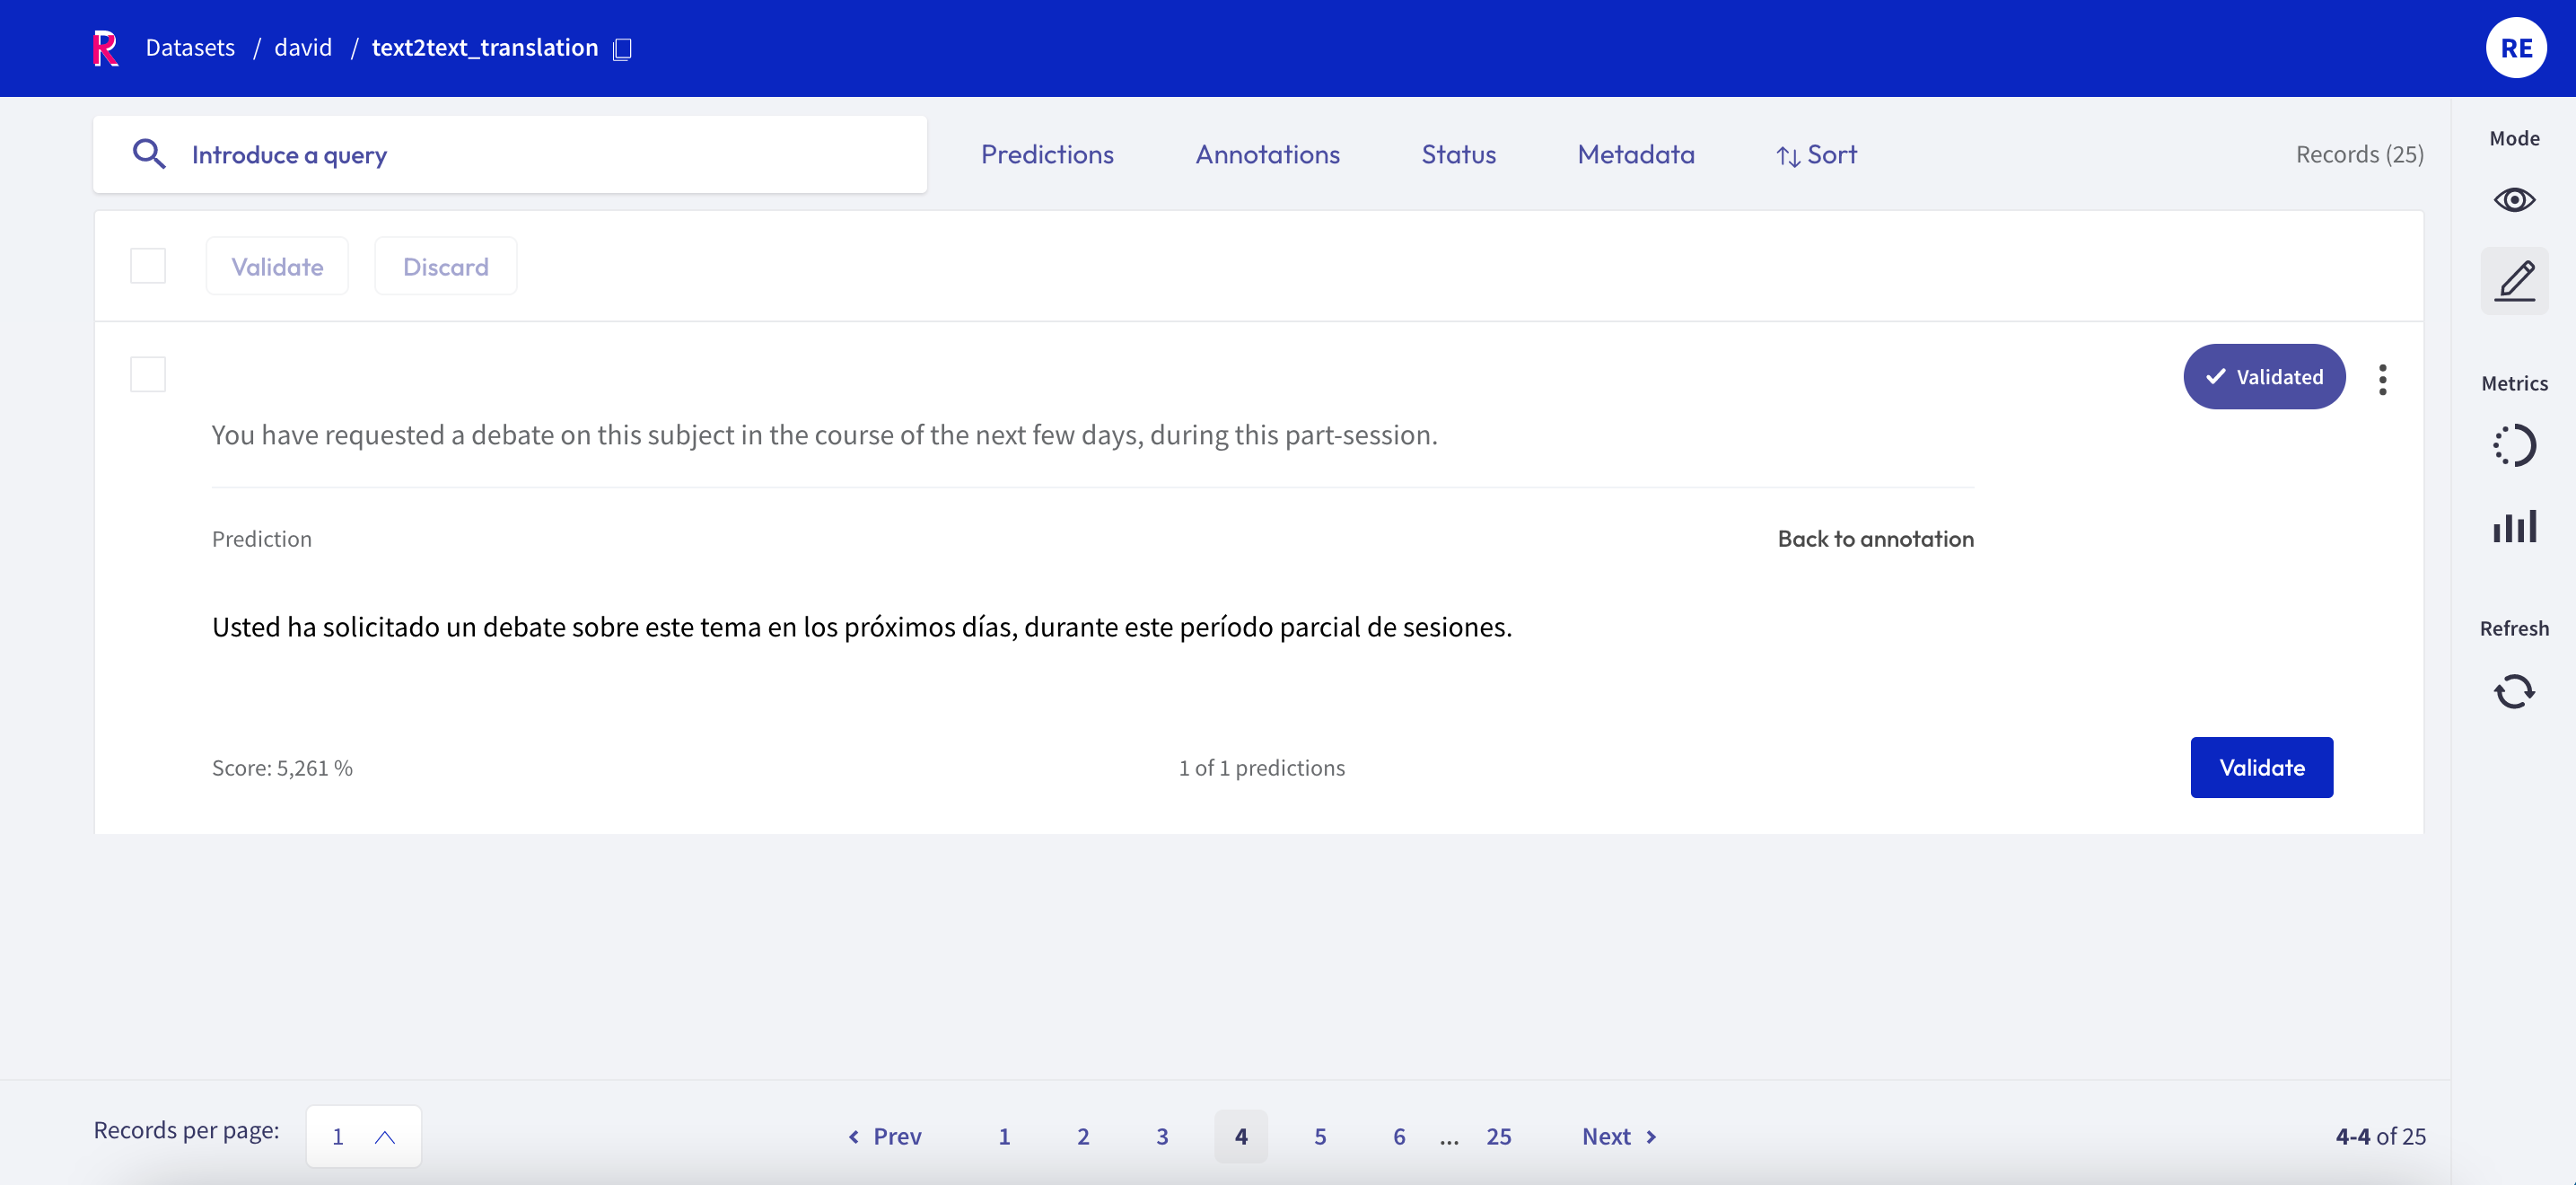 R Datasets / david / text2text_translation
RE
Introduce a query
Predictions
Annotations
Status
Metadata
Sort
Records (25)
Mode
Validate
Discard
Validated
Metrics
You have requested a debate on this subject in the course of the next few days, during this part-session.
Prediction
Back to annotation
Usted ha solicitado un debate sobre este tema en los próximos días, durante este período parcial de sesiones.
Refresh
Score: 5,261 %
1 of 1 predictions
Validate
Records per page: 1
Prev 1 2 3 4 5 6 ... 25 Next
4-4 of 25